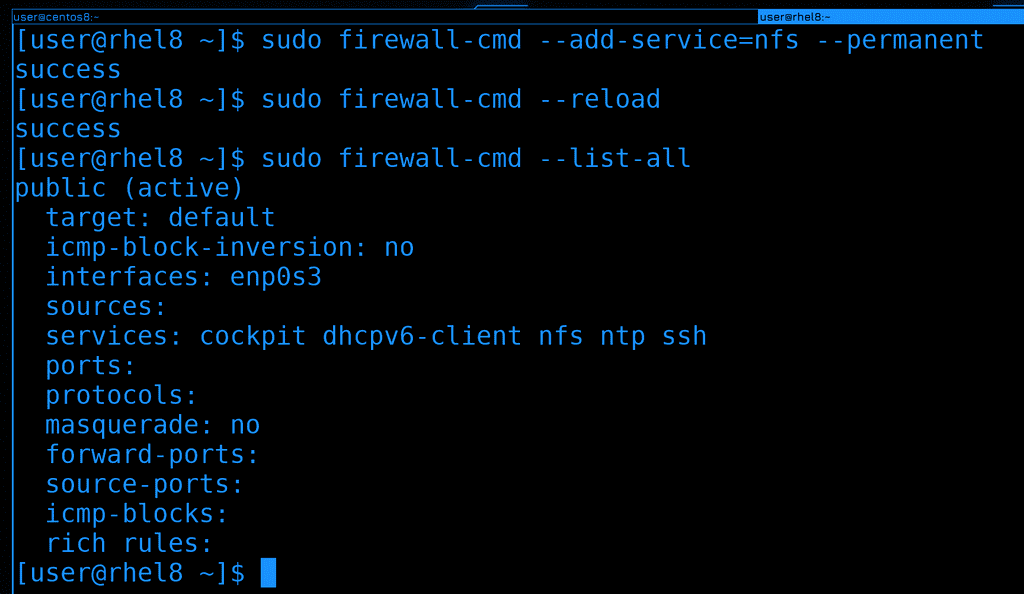 user@centos8:~
user@rhel8:~
[user@rhel8 ~]$ sudo firewall-cmd --add-service=nfs --permanent
success
[user@rhel8 ~]$ sudo firewall-cmd --reload
success
[user@rhel8 ~]$ sudo firewall-cmd --list-all
public (active)
  target: default
  icmp-block-inversion: no
  interfaces: enp0s3
  sources:
  services: cockpit dhcpv6-client nfs ntp ssh
  ports:
  protocols:
  masquerade: no
  forward-ports:
  source-ports:
  icmp-blocks:
  rich rules:
[user@rhel8 ~]$